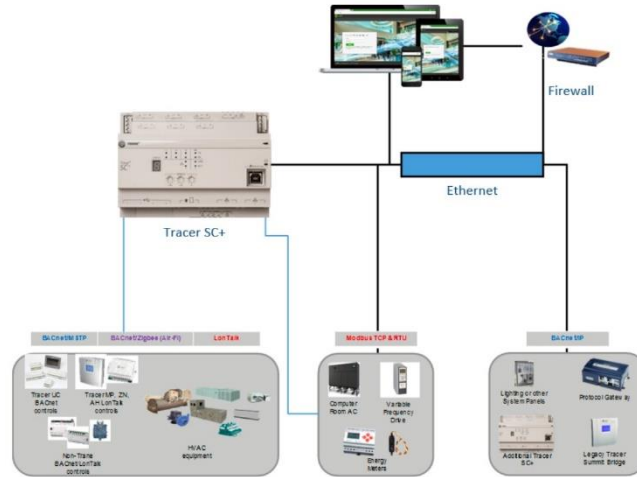 Firewall
Ethernet
Tracer SC+
BACnet/MSTP
BACnet/Zigbee (Air-Fi)
LonTalk
Modbus TCP & RTU
BACnet/IP
Tracer UC
BACnet
controls
Tracer MP, ZN,
AH LonTalk
controls
Non-Trane
BACnet LonTalk
controls
HVAC
equipment
Computer
Room AC
Variable
Frequency
Drive
Energy
Meters
Lighting or other
System Panels
Protocol Gateway
Additional Tracer
SC+
Legacy Tracer
Summit Bridge